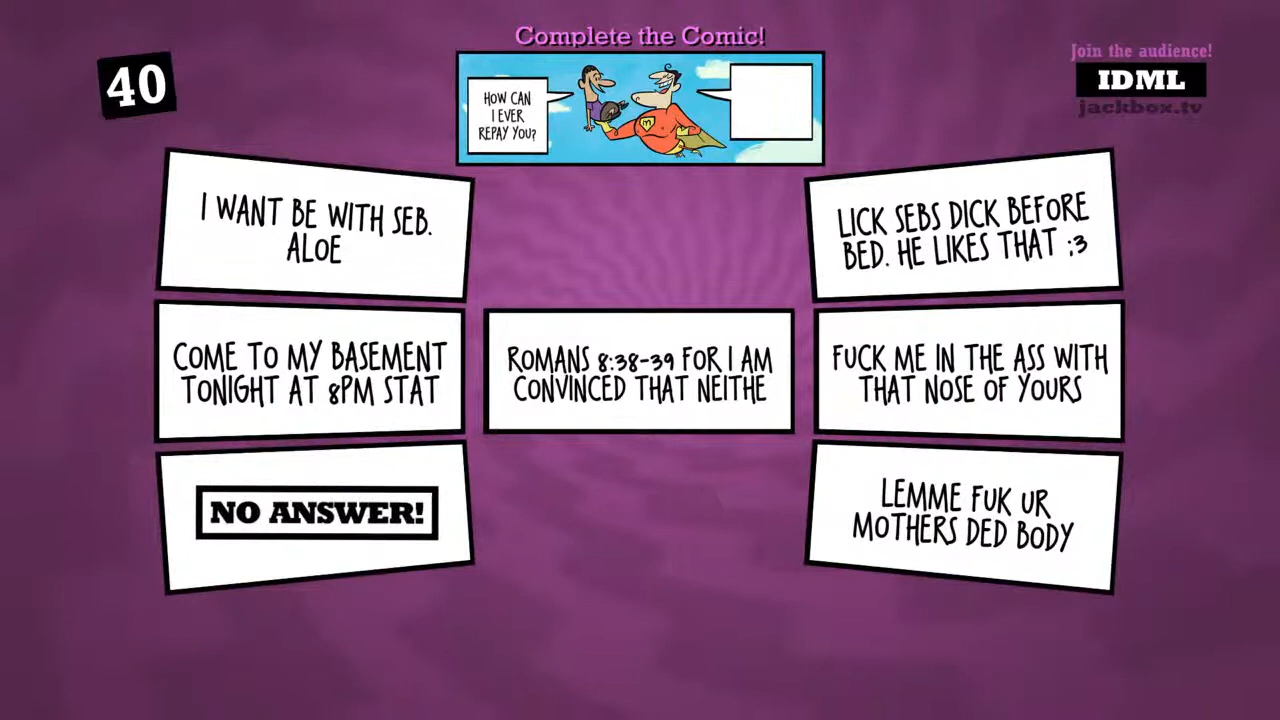 Complete the Comic!
Join the audience!
40
IDML
jackbox.tv
HOW CAN
I EVER
REPAY YOU?
M
I WANT BE WITH SEB.
ALOE
LICK SEBS DICK BEFORE
BED. HE LIKES THAT ;3
COME TO MY BASEMENT
TONIGHT AT 8PM STAT
ROMANS 8:38-39 FOR I AM
CONVINCED THAT NEITHE
FUCK ME IN THE ASS WITH
THAT NOSE OF YOURS
NO ANSWER!
LEMME FUK UR
MOTHERS DED BODY